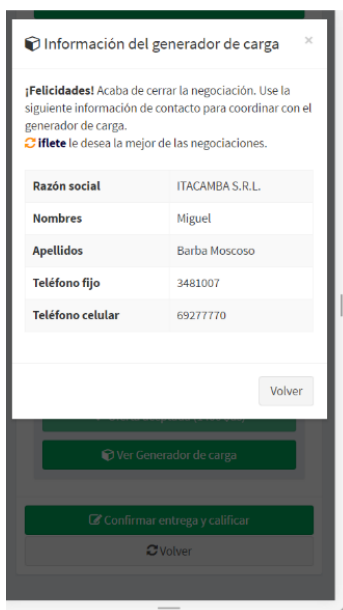 Información del generador de carga ×
¡Felicidades! Acaba de cerrar la negociación. Use la
siguiente información de contacto para coordinar con el
generador de carga.
iflete le desea la mejor de las negociaciones.
Razón social ITACAMBA S.R.L.
Nombres Miguel
Apellidos Barba Moscoso
Teléfono fijo 3481007
Teléfono celular 69277770
Volver
Ver Generador de carga
Confirmar entrega y calificar
Volver